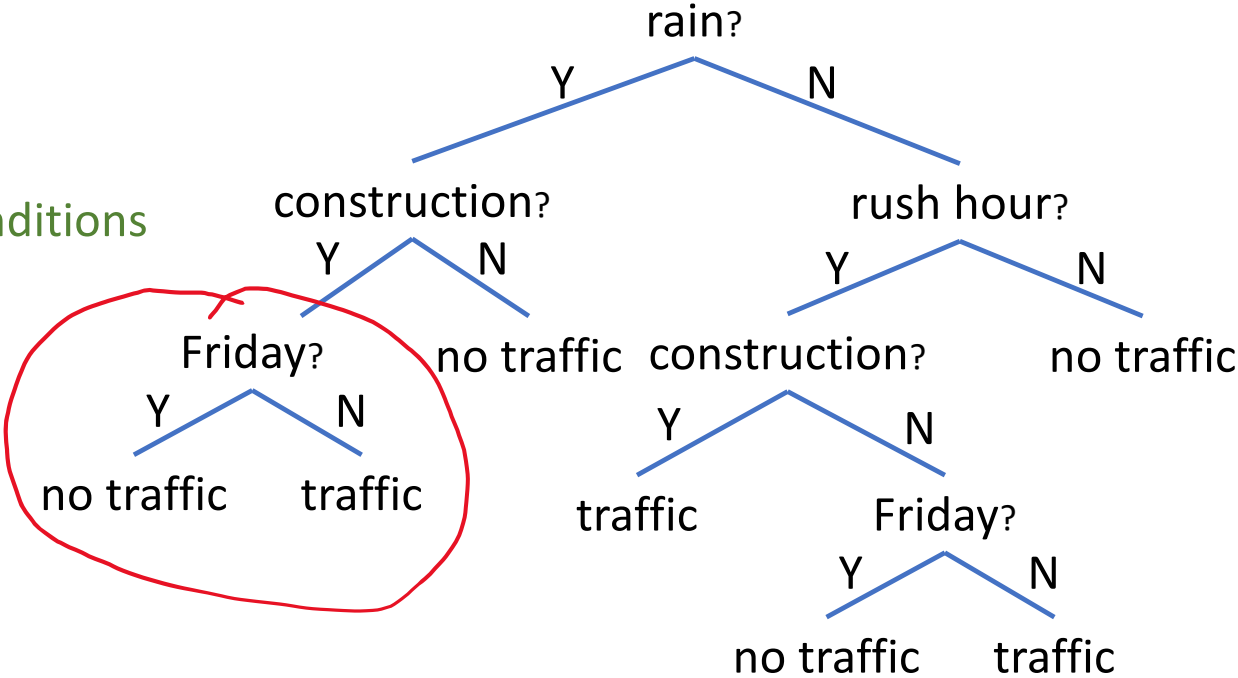 rain?
Y N
construction? rush hour?
nditions
Y N Y N
Friday? no traffic construction? no traffic
Y N Y N
no traffic traffic traffic Friday?
Y N
no traffic traffic